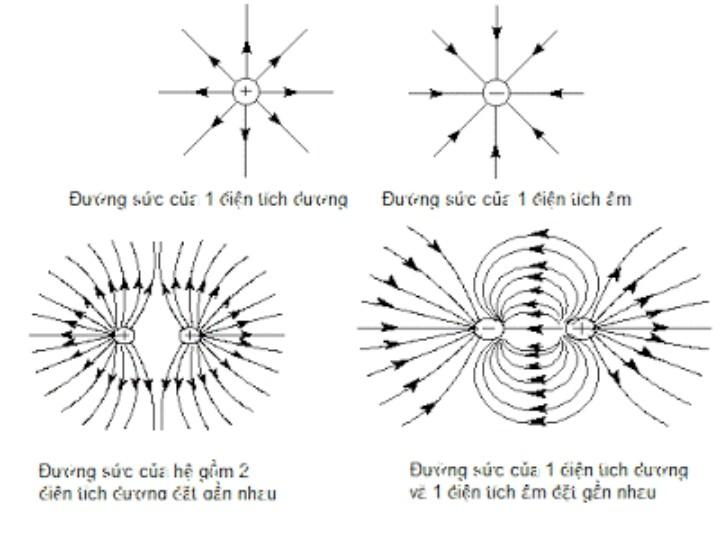 +
−
Đường sức của 1 điện tích dương
Đường sức của 1 điện tích âm
+ +
− +
Đường sức của hệ gồm 2
điện tích dương đặt gần nhau
Đường sức của 1 điện tích dương
và 1 điện tích âm đặt gần nhau